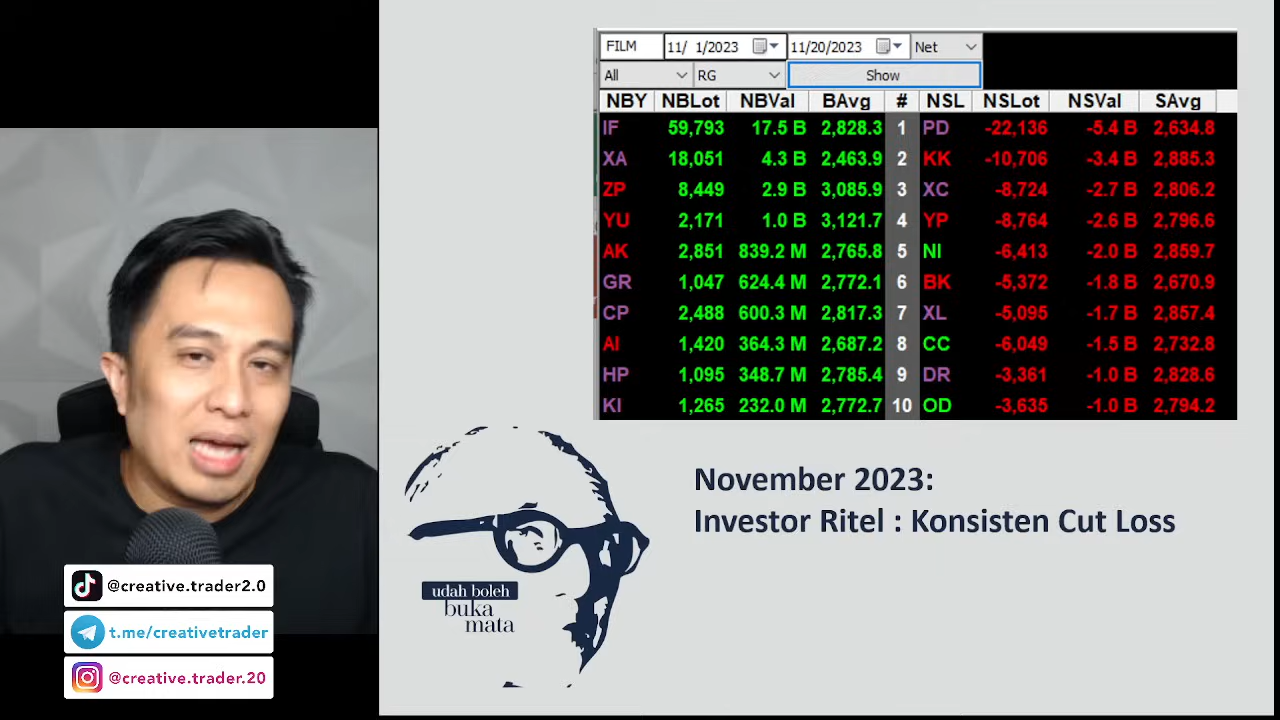 FILM 11/ 1/2023 11/20/2023 Net
All RG Show
NBY NBLot NBVal BAvg # NSL NSLot NSVal SAvg
IF 59,793 17.5 B 2,828.3 1 PD -22,136 -5.4 B 2,634.8
XA 18,051 4.3 B 2,463.9 2 KK -10,706 -3.4 B 2,885.3
ZP 8,449 2.9 B 3,085.9 3 XC -8,724 -2.7 B 2,806.2
YU 2,171 1.0 B 3,121.7 4 YP -8,764 -2.6 B 2,796.6
AK 2,851 839.2 M 2,765.8 5 NI -6,413 -2.0 B 2,859.7
GR 1,047 624.4 M 2,772.1 6 BK -5,372 -1.8 B 2,670.9
CP 2,488 600.3 M 2,817.3 7 XL -5,095 -1.7 B 2,857.4
AI 1,420 364.3 M 2,687.2 8 CC -6,049 -1.5 B 2,732.8
HP 1,095 348.7 M 2,785.4 9 DR -3,361 -1.0 B 2,828.6
KI 1,265 232.0 M 2,772.7 10 OD -3,635 -1.0 B 2,794.2
November 2023:
Investor Ritel : Konsisten Cut Loss
udah boleh
buka
mata
@creative.trader2.0
t.me/creativetrader
@creative.trader.20